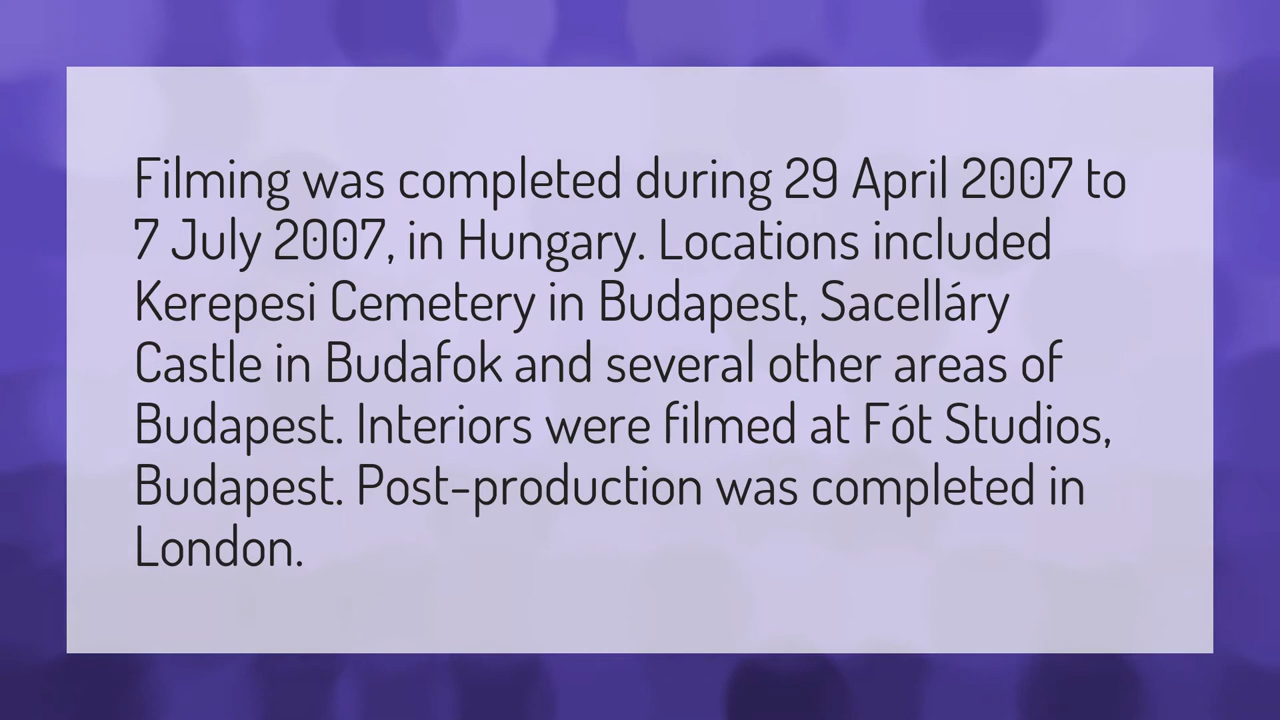 Filming was completed during 29 April 2007 to
7 July 2007, in Hungary. Locations included
Kerepesi Cemetery in Budapest, Sacelláry
Castle in Budafok and several other areas of
Budapest. Interiors were filmed at Fót Studios,
Budapest. Post-production was completed in
London.